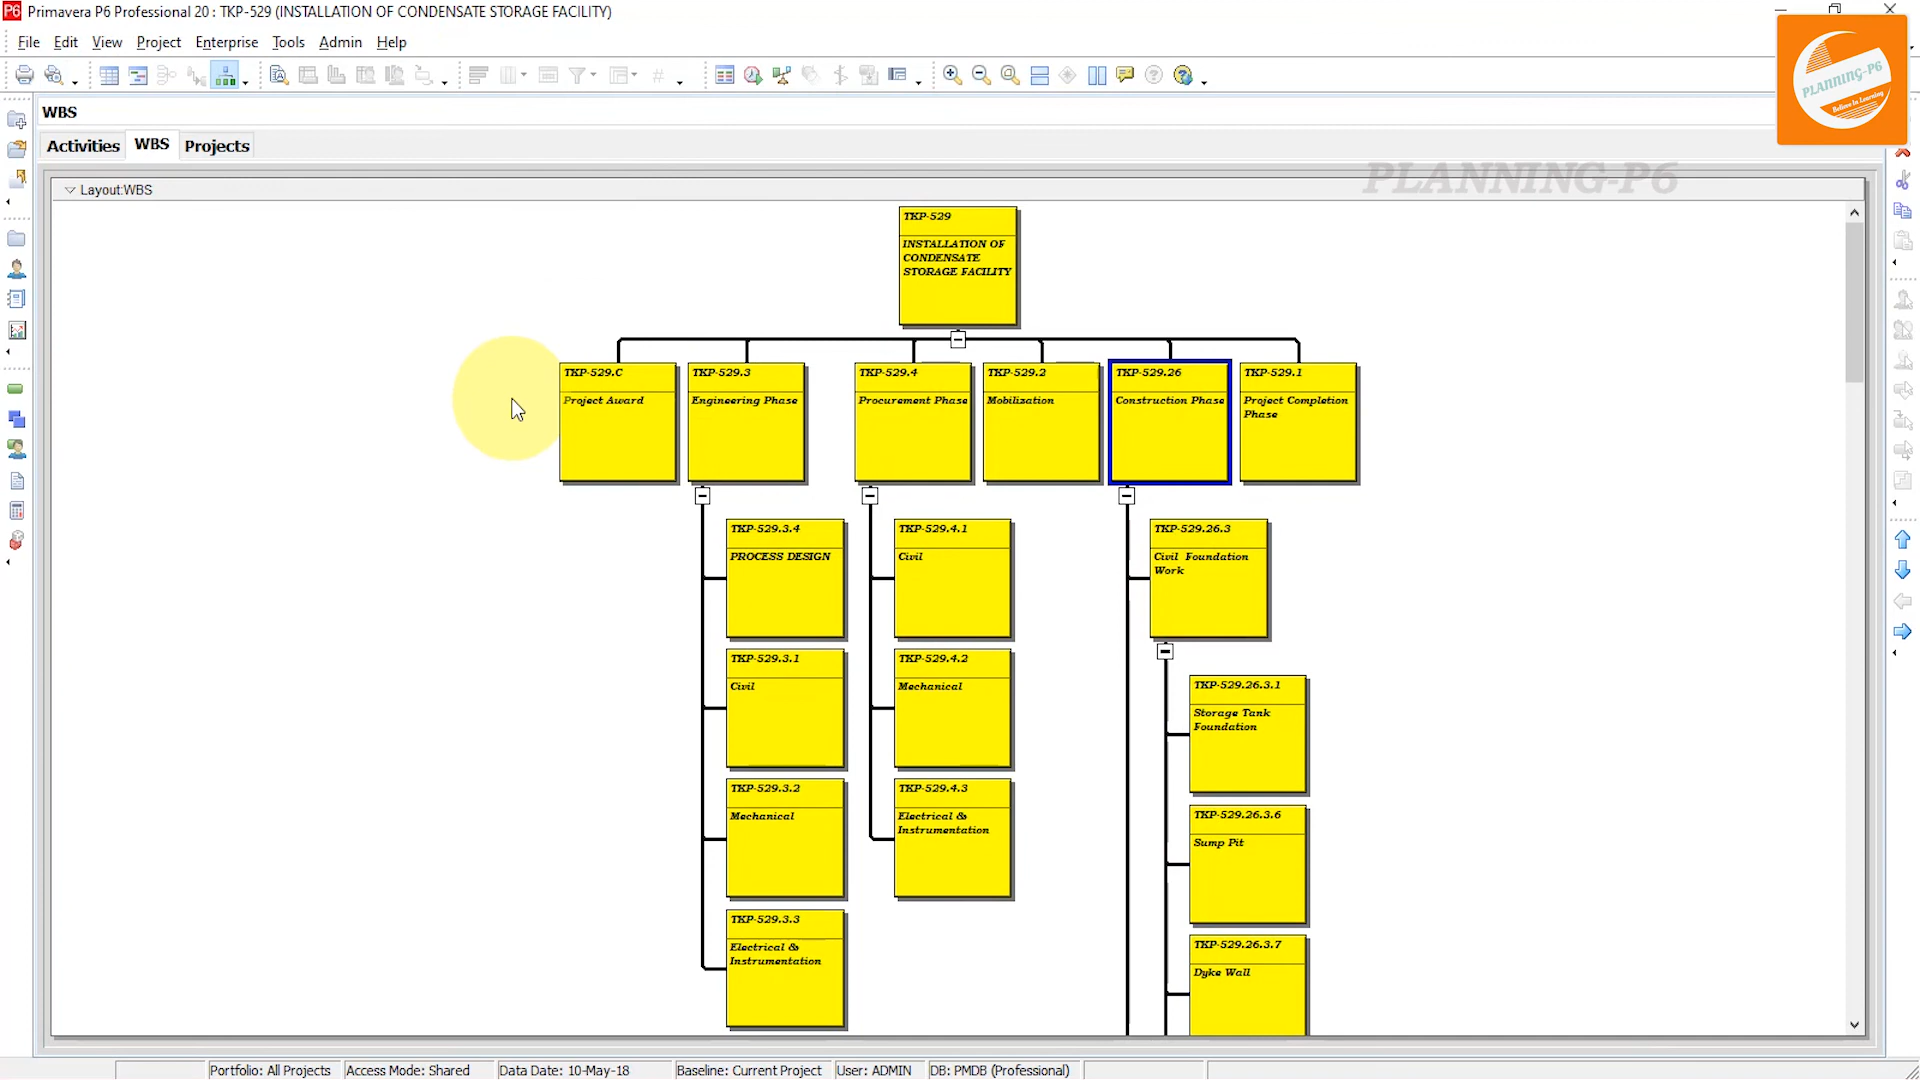 P6 Primavera P6 Professional 20 : TKP-529 (INSTALLATION OF CONDENSATE STORAGE FACILITY)
File Edit View Project Enterprise Tools Admin Help
PLANNING-P6
Believe In Learning
WBS
Activities WBS Projects
PLANNING-P6
Layout:WBS
TKP-529
INSTALLATION OF
CONDENSATE
STORAGE FACILITY
TKP-529.C
Project Award
TKP-529.3
Engineering Phase
TKP-529.4
Procurement Phase
TKP-529.2
Mobilization
TKP-529.26
Construction Phase
TKP-529.1
Project Completion
Phase
TKP-529.3.4
PROCESS DESIGN
TKP-529.3.1
Civil
TKP-529.3.2
Mechanical
TKP-529.3.3
Electrical &
Instrumentation
TKP-529.4.1
Civil
TKP-529.4.2
Mechanical
TKP-529.4.3
Electrical &
Instrumentation
TKP-529.26.3
Civil Foundation
Work
TKP-529.26.3.1
Storage Tank
Foundation
TKP-529.26.3.6
Sump Pit
TKP-529.26.3.7
Dyke Wall
Portfolio: All Projects Access Mode: Shared Data Date: 10-May-18 Baseline: Current Project User: ADMIN DB: PMDB (Professional)